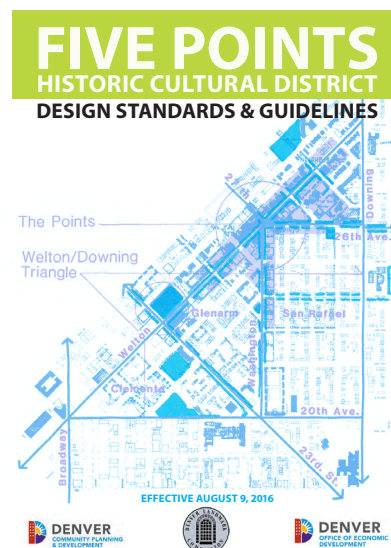 FIVE POINTS
HISTORIC CULTURAL DISTRICT
DESIGN STANDARDS & GUIDELINES
Downing
The Points
26th Ave.
Welton/Downing
Triangle
Glenarm
San Rafael
Welton
Washington
Clements
20th Ave.
Broadway
23rd. St.
EFFECTIVE AUGUST 9, 2016
DENVER
COMMUNITY PLANNING
& DEVELOPMENT
DENVER LANDMARK
DENVER
OFFICE OF ECONOMIC
DEVELOPMENT